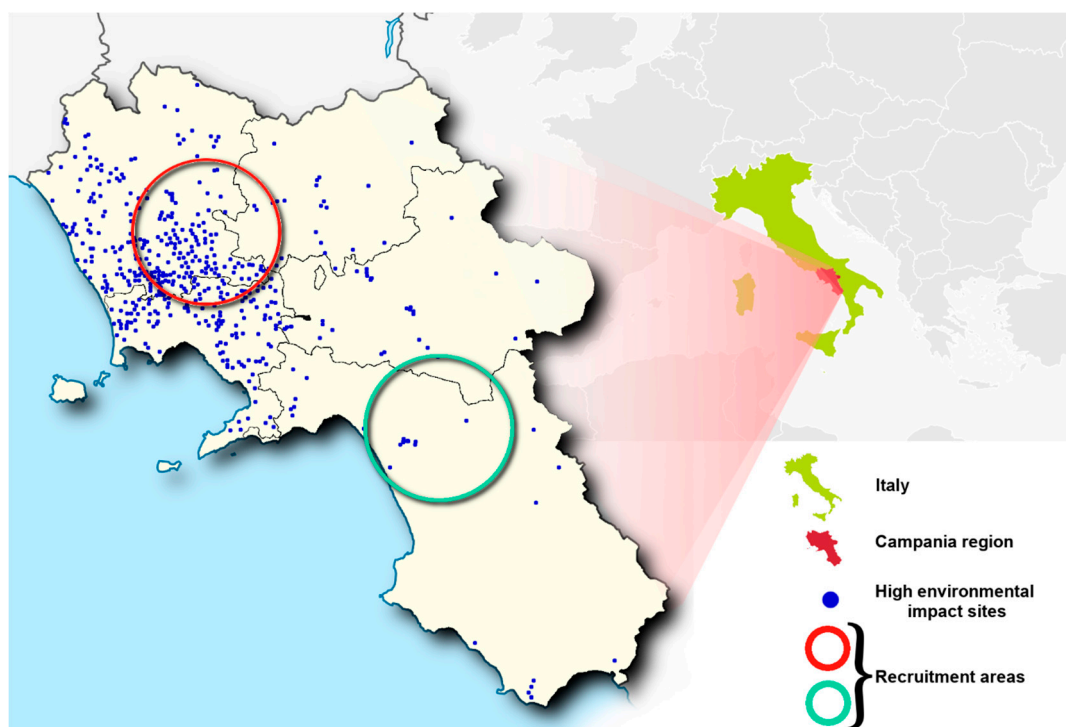 Italy
Campania region
High environmental
impact sites
Recruitment areas